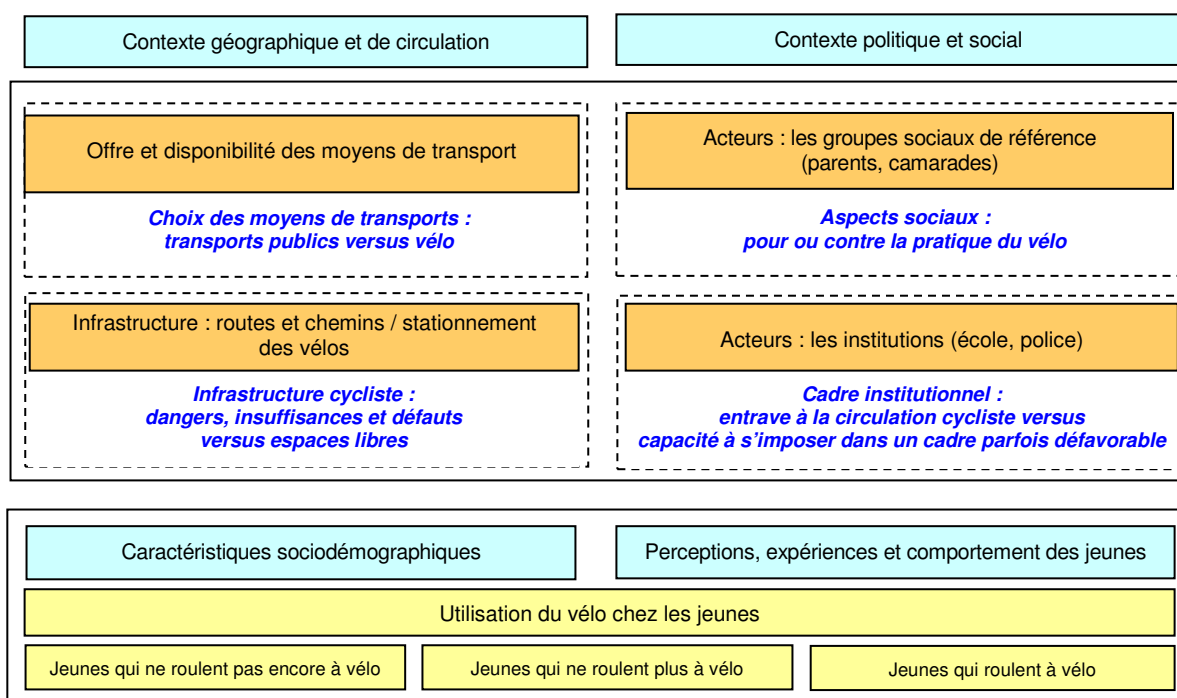 Contexte géographique et de circulation
Contexte politique et social
Offre et disponibilité des moyens de transport
Choix des moyens de transports :
transports publics versus vélo
Acteurs : les groupes sociaux de référence
(parents, camarades)
Aspects sociaux :
pour ou contre la pratique du vélo
Infrastructure : routes et chemins / stationnement
des vélos
Infrastructure cycliste :
dangers, insuffisances et défauts
versus espaces libres
Acteurs : les institutions (école, police)
Cadre institutionnel :
entrave à la circulation cycliste versus
capacité à s'imposer dans un cadre parfois défavorable
Caractéristiques sociodémographiques
Perceptions, expériences et comportement des jeunes
Utilisation du vélo chez les jeunes
Jeunes qui ne roulent pas encore à vélo
Jeunes qui ne roulent plus à vélo
Jeunes qui roulent à vélo